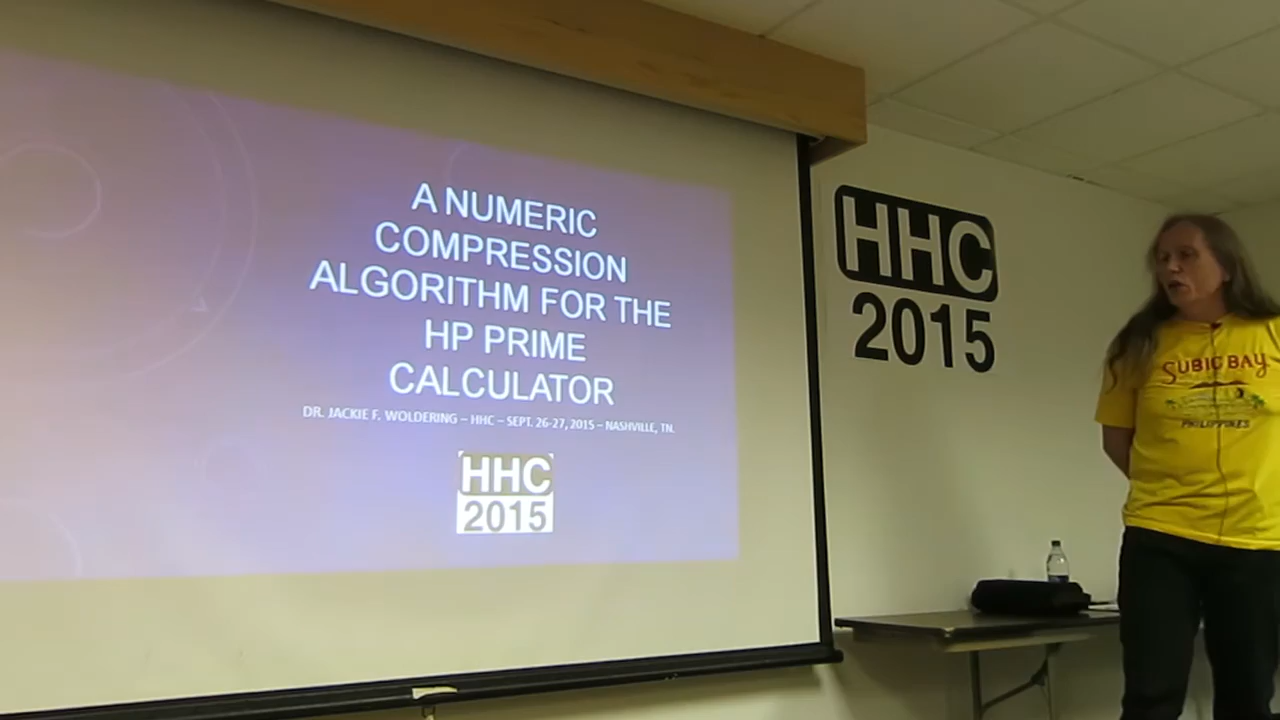 A NUMERIC
COMPRESSION
ALGORITHM FOR THE
HP PRIME
CALCULATOR
DR. JACKIE F. WOLDERING – HHC – SEPT. 26-27, 2015 – NASHVILLE, TN.
HHC
2015
HHC
2015
SUBIC BAY
PHILIPPINES